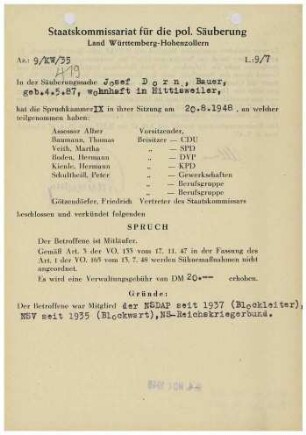 Staatskommissariat für die pol. Säuberung
Land Württemberg-Hohenzollern
Az.: 9/KW/35
L.9/7 :
419
In der Säuberungssache Josef Dorn, Bauer,
geb.4.5.87, wohnhaft in Hittisweiler,
hat die Spruchkammer IX in ihrer Sitzung am 20.8.1948, an welcher
teilgenommen haben:
Assessor Alber Vorsitzender,
Baumann, Thomas Beisitzer — CDU
Veith, Martha „ — SPD
Boden, Hermann „ — DVP
Kienle, Hermann „ — KPD
Schultheiß, Peter „ — Gewerkschaften
„ — Berufsgruppe
„ — Berufsgruppe
Götzendörfer, Friedrich Vertreter des Staatskommissars
beschlossen und verkündet folgenden
SPRUCH
Der Betroffene ist Mitläufer.
Gemäß Art. 3 der VO. 133 vom 17. 11. 47 in der Fassung des
Art. 1 der VO. 165 vom 13. 7. 48 werden Sühnemaßnahmen nicht
angeordnet.
Es wird eine Verwaltungsgebühr von DM 20.-- erhoben.
Gründe:
Der Betroffene war Mitglied der NSDAP seit 1937 (Blockleiter),
NSV seit 1935 (Blockwart), NS-Reichskriegerbund.